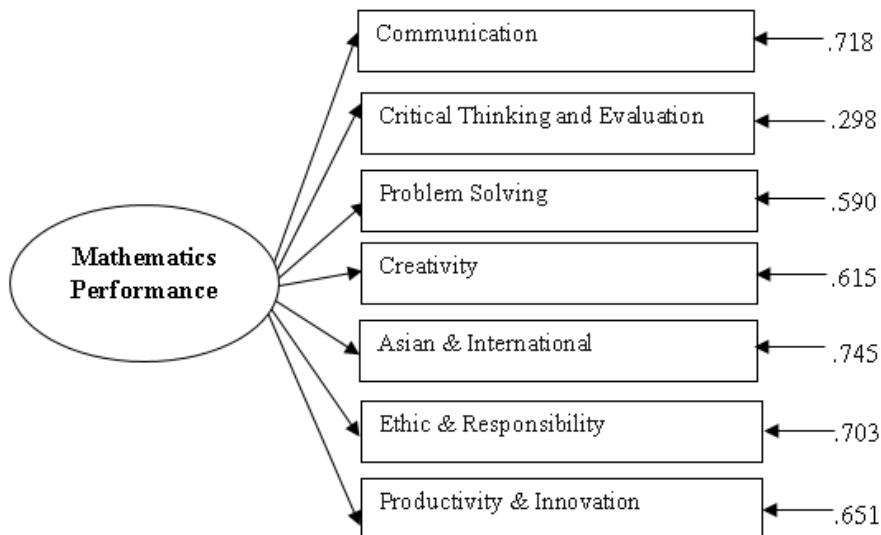 Communication
.718
Critical Thinking and Evaluation
.298
Problem Solving
.590
Mathematics
Performance
Creativity
.615
Asian & International
.745
Ethic & Responsibility
.703
Productivity & Innovation
.651